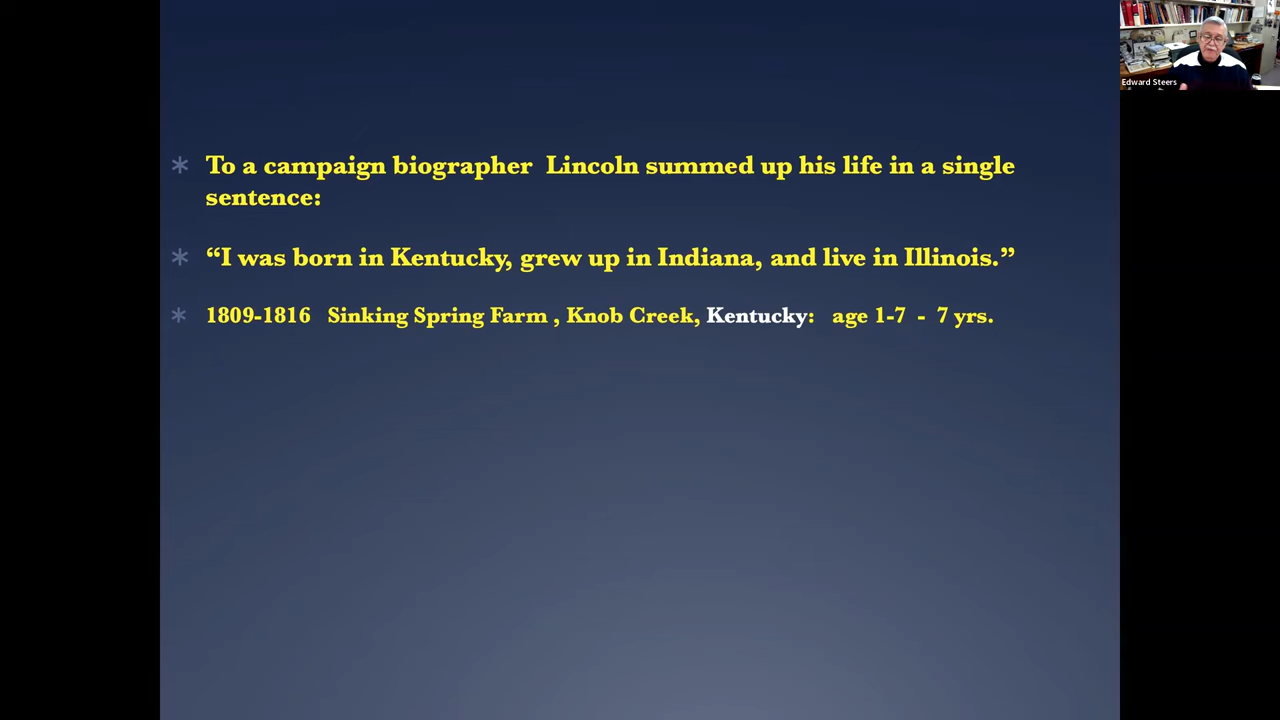 Edward Steers
* To a campaign biographer Lincoln summed up his life in a single
sentence:
* “I was born in Kentucky, grew up in Indiana, and live in Illinois.”
* 1809-1816 Sinking Spring Farm , Knob Creek, Kentucky: age 1-7 - 7 yrs.